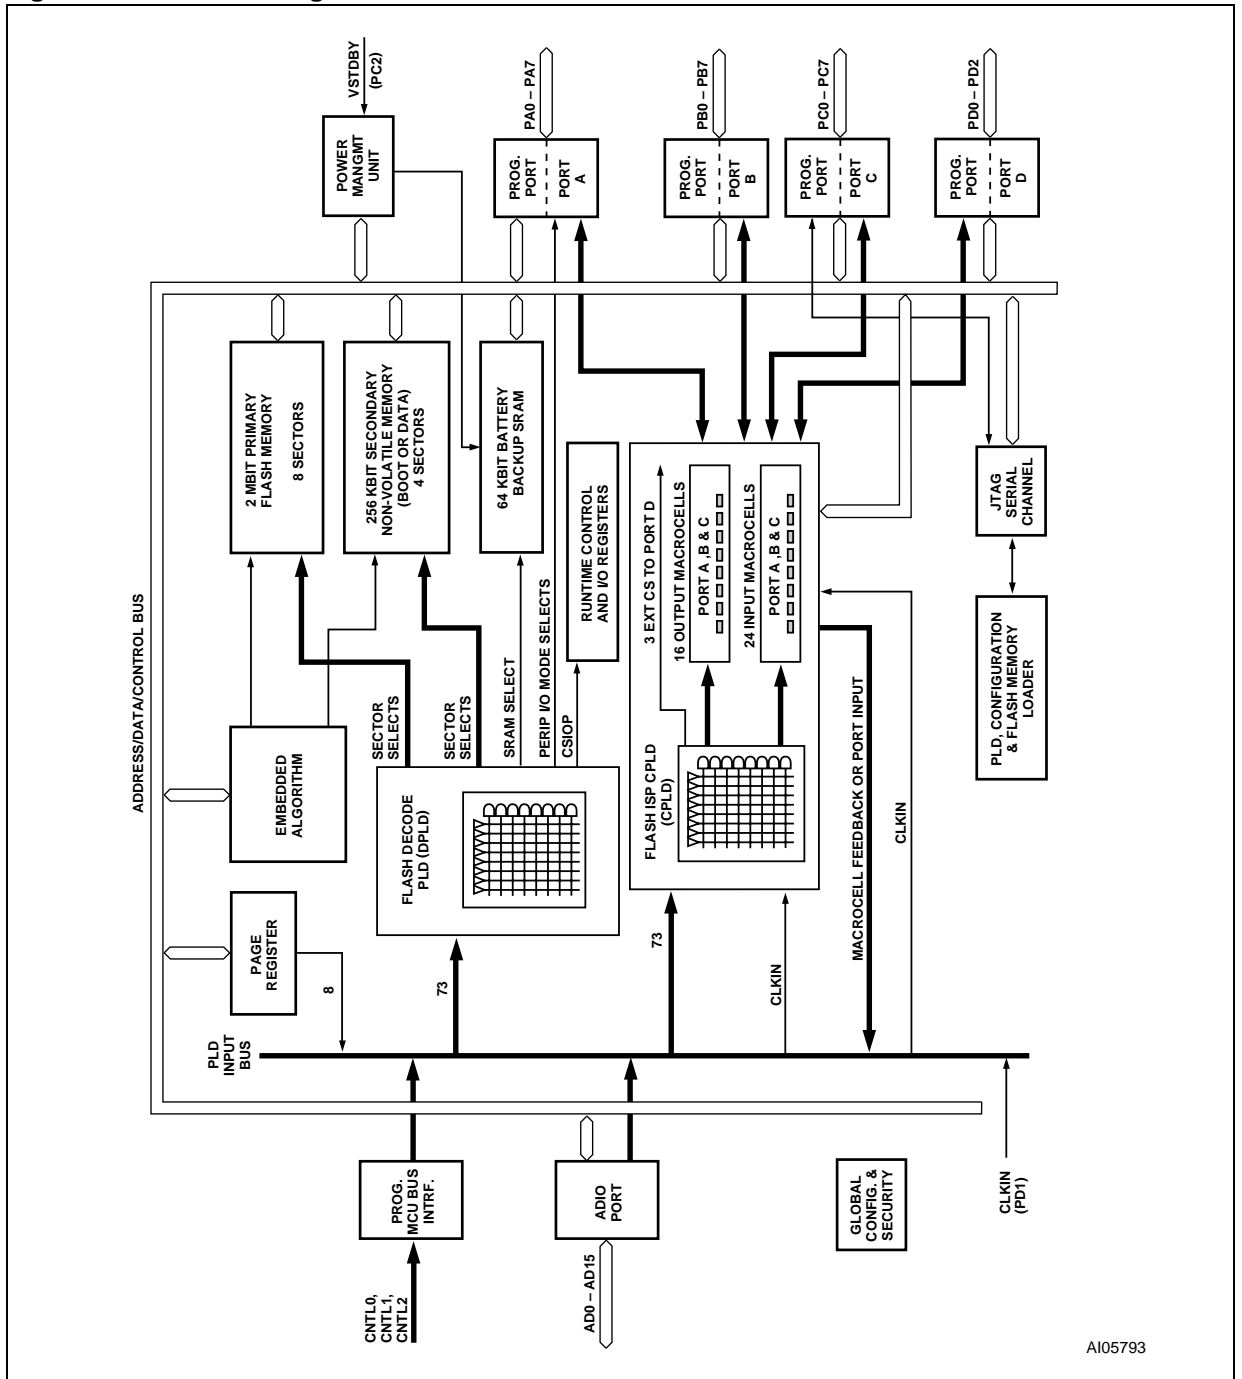 VSTDBY
(PC2)
PA0 – PA7
PB0 – PB7
PC0 – PC7
PD0 – PD2
POWER
MANGMT
UNIT
PROG.
PORT
PORT
A
PROG.
PORT
PORT
B
PROG.
PORT
PORT
C
PROG.
PORT
PORT
D
ADDRESS/DATA/CONTROL BUS
2 MBIT PRIMARY
FLASH MEMORY
8 SECTORS
256 KBIT SECONDARY
NON-VOLATILE MEMORY
(BOOT OR DATA)
4 SECTORS
64 KBIT BATTERY
BACKUP SRAM
RUNTIME CONTROL
AND I/O REGISTERS
3 EXT CS TO PORT D
16 OUTPUT MACROCELLS
PORT A ,B & C
24 INPUT MACROCELLS
PORT A ,B & C
JTAG
SERIAL
CHANNEL
PLD, CONFIGURATION
& FLASH MEMORY
LOADER
EMBEDDED
ALGORITHM
SECTOR
SELECTS
SECTOR
SELECTS
SRAM SELECT
PERIP I/O MODE SELECTS
CSIOP
FLASH DECODE
PLD (DPLD)
FLASH ISP CPLD
(CPLD)
MACROCELL FEEDBACK OR PORT INPUT
CLKIN
PAGE
REGISTER
8
73
73
CLKIN
PLD
INPUT
BUS
PROG.
MCU BUS
INTRF.
ADIO
PORT
GLOBAL
CONFIG. &
SECURITY
CLKIN
(PD1)
CNTL0,
CNTL1,
CNTL2
AD0 – AD15
AI05793